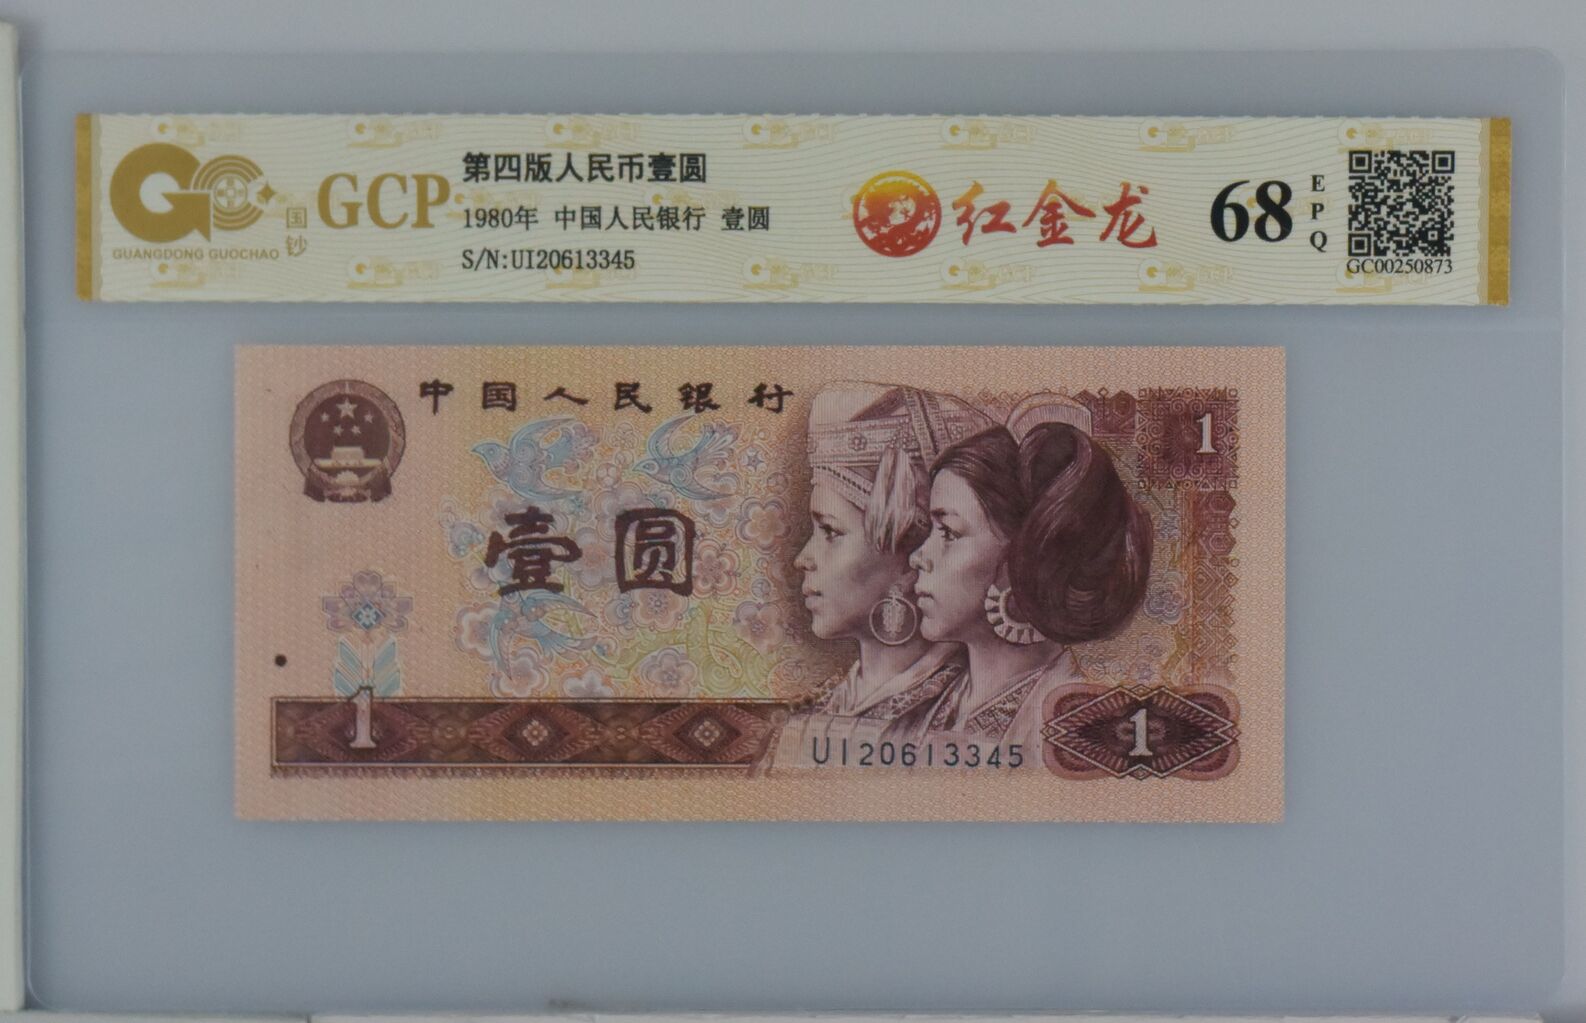 GUANGDONG GUOCHAO
国钞
GCP
第四版人民币壹圆
1980年 中国人民银行 壹圆
S/N:UI20613345
红金龙
68
EPQ
GC00250873
中国人民银行
1
壹圆
1
UI20613345
1